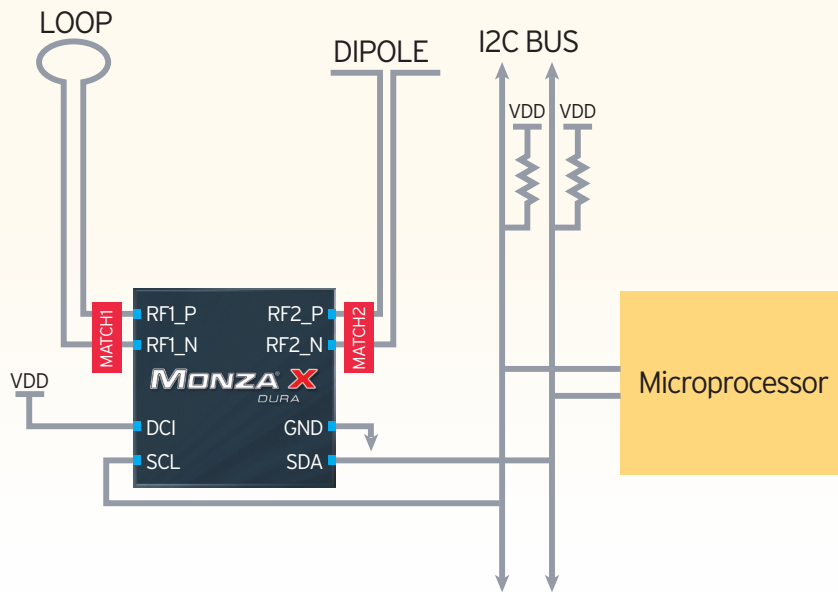 LOOP
DIPOLE
I2C BUS
VDD
VDD
MATCH1
RF1_P
RF2_P
MATCH2
RF1_N
RF2_N
MONZA® X
DURA
VDD
DCI
GND
SCL
SDA
Microprocessor